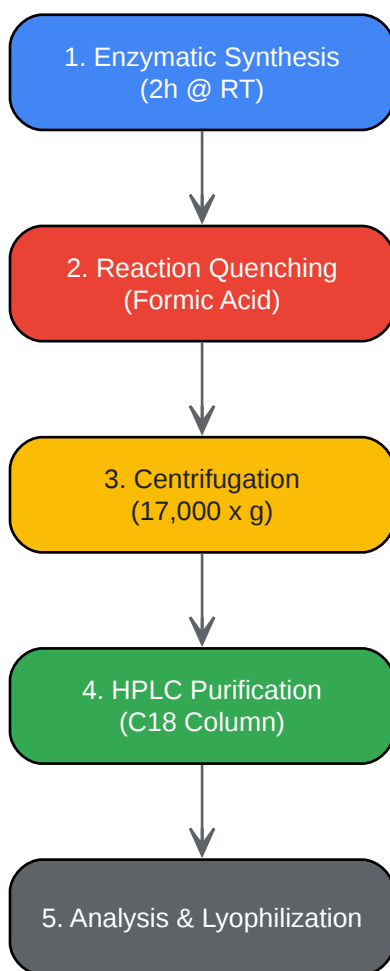 1. Enzymatic Synthesis
(2h @ RT)
2. Reaction Quenching
(Formic Acid)
3. Centrifugation
(17,000 x g)
4. HPLC Purification
(C18 Column)
5. Analysis & Lyophilization